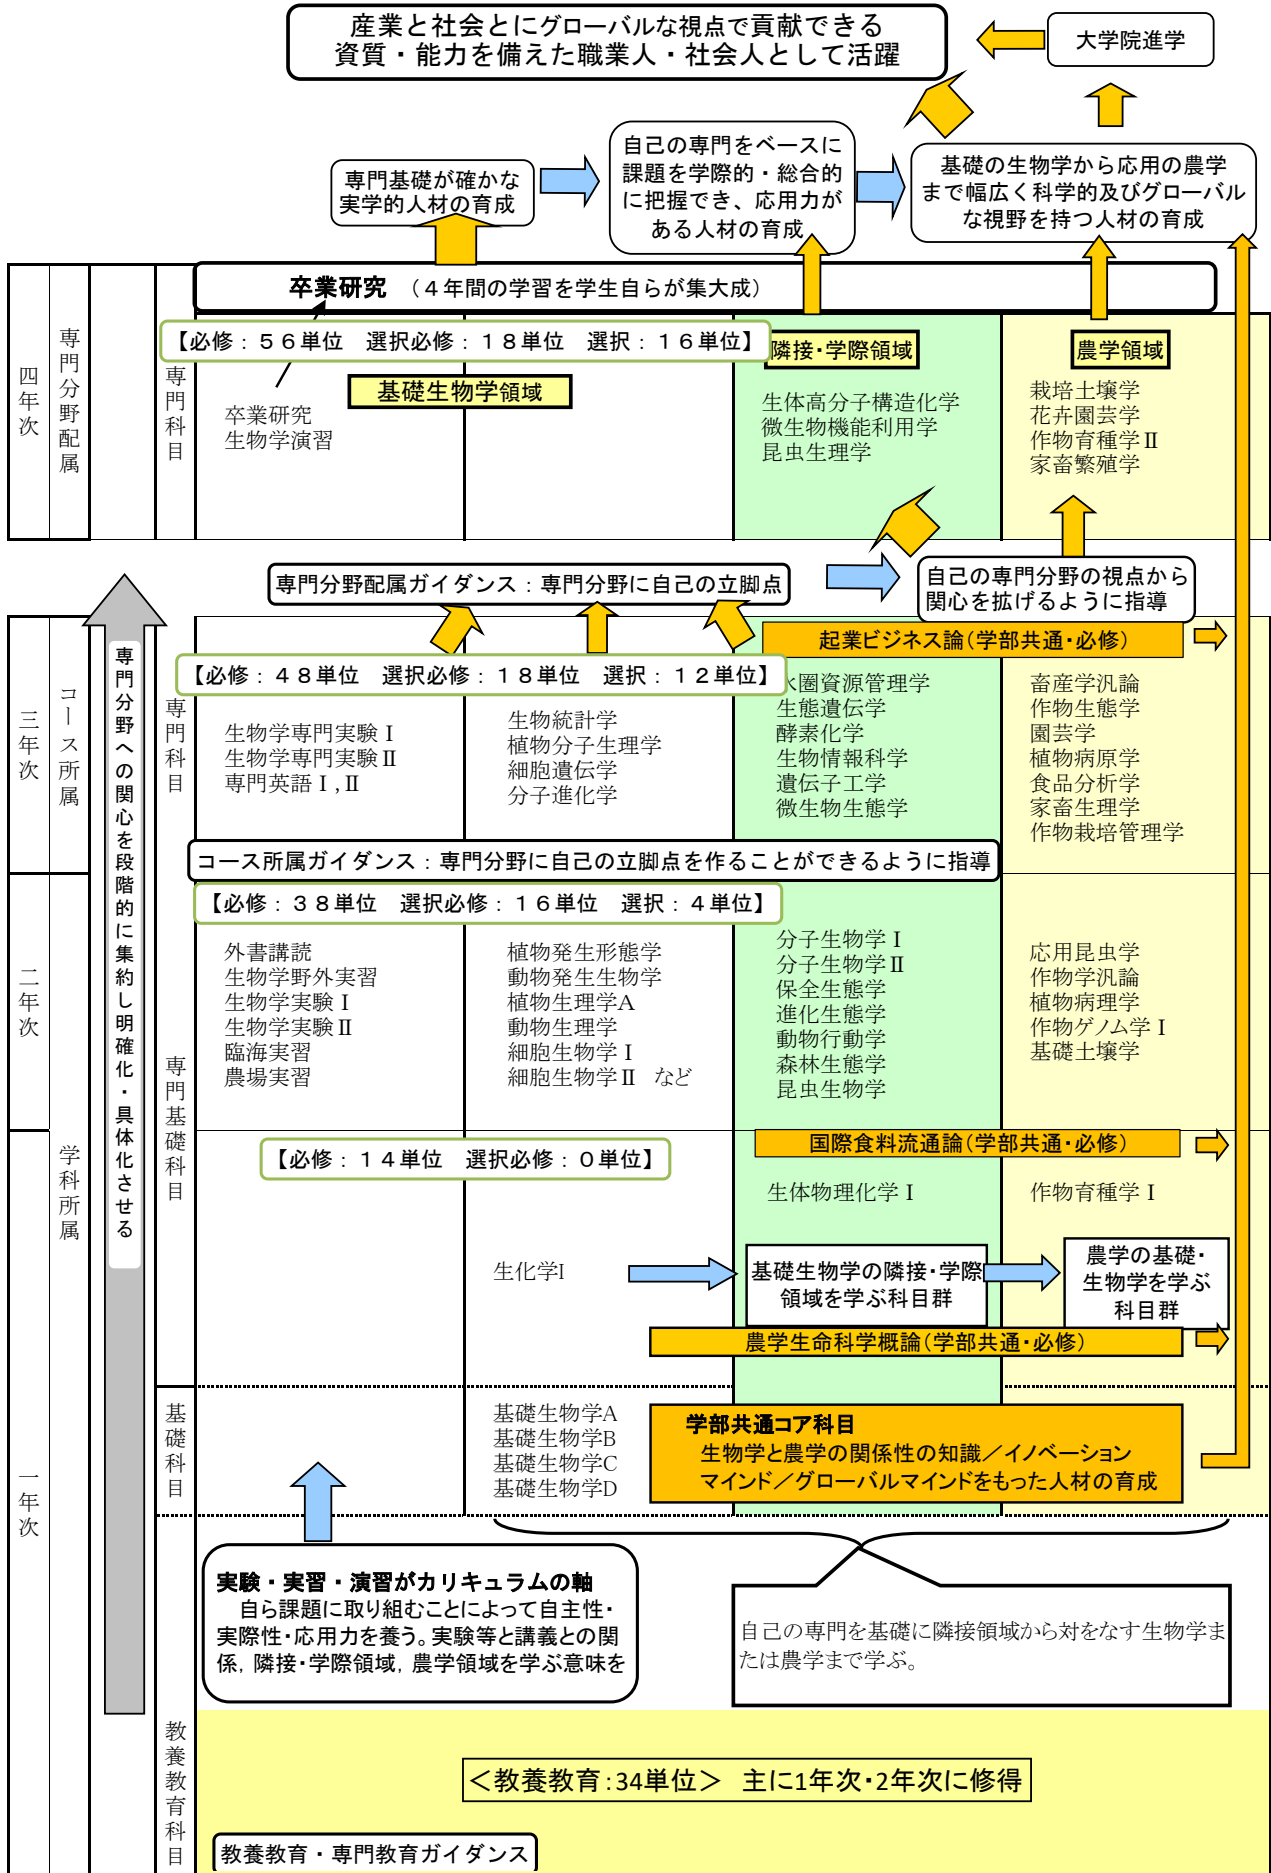 産業と社会とにグローバルな視点で貢献できる
資質・能力を備えた職業人・社会人として活躍
大学院進学
専門基礎が確かな
実学的人材の育成
自己の専門をベースに
課題を学際的・総合的
に把握でき、応用力が
ある人材の育成
基礎の生物学から応用の農学
まで幅広く科学的及びグローバル
な視野を持つ人材の育成
四年次
専門分野配属
専門科目
卒業研究 （４年間の学習を学生自らが集大成）
【必修：５６単位　選択必修：１８単位　選択：１６単位】
基礎生物学領域
隣接・学際領域
農学領域
卒業研究
生物学演習
生体高分子構造化学
微生物機能利用学
昆虫生理学
栽培土壌学
花卉園芸学
作物育種学Ⅱ
家畜繁殖学
専門分野配属ガイダンス：専門分野に自己の立脚点
自己の専門分野の視点から
関心を拡げるように指導
専門分野への関心を段階的に集約し明確化・具体化させる
三年次
コース所属
専門科目
起業ビジネス論（学部共通・必修）
【必修：４８単位　選択必修：１８単位　選択：１２単位】
生物学専門実験Ⅰ
生物学専門実験Ⅱ
専門英語Ⅰ,Ⅱ
生物統計学
植物分子生理学
細胞遺伝学
分子進化学
圏資源管理学
生態遺伝学
酵素化学
生物情報科学
遺伝子工学
微生物生態学
畜産学汎論
作物生態学
園芸学
植物病原学
食品分析学
家畜生理学
作物栽培管理学
コース所属ガイダンス：専門分野に自己の立脚点を作ることができるように指導
二年次
学科所属
専門基礎科目
【必修：３８単位　選択必修：１６単位　選択：４単位】
外書講読
生物学野外実習
生物学実験Ⅰ
生物学実験Ⅱ
臨海実習
農場実習
植物発生形態学
動物発生生物学
植物生理学A
動物生理学
細胞生物学Ⅰ
細胞生物学Ⅱ　など
分子生物学Ⅰ
分子生物学Ⅱ
保全生態学
進化生態学
動物行動学
森林生態学
昆虫生物学
応用昆虫学
作物学汎論
植物病理学
作物ゲノム学Ⅰ
基礎土壌学
国際食料流通論（学部共通・必修）
【必修：１４単位　選択必修：０単位】
生体物理化学Ⅰ
作物育種学Ⅰ
生化学I
基礎生物学の隣接・学際
領域を学ぶ科目群
農学の基礎・
生物学を学ぶ
科目群
農学生命科学概論（学部共通・必修）
一年次
基礎科目
基礎生物学A
基礎生物学B
基礎生物学C
基礎生物学D
学部共通コア科目
生物学と農学の関係性の知識／イノベーション
マインド／グローバルマインドをもった人材の育成
実験・実習・演習がカリキュラムの軸
自ら課題に取り組むことによって自主性・
実際性・応用力を養う。実験等と講義との関
係，隣接・学際領域，農学領域を学ぶ意味を
自己の専門を基礎に隣接領域から対をなす生物学ま
たは農学まで学ぶ。
教養教育科目
＜教養教育：34単位＞　主に1年次・2年次に修得
教養教育・専門教育ガイダンス